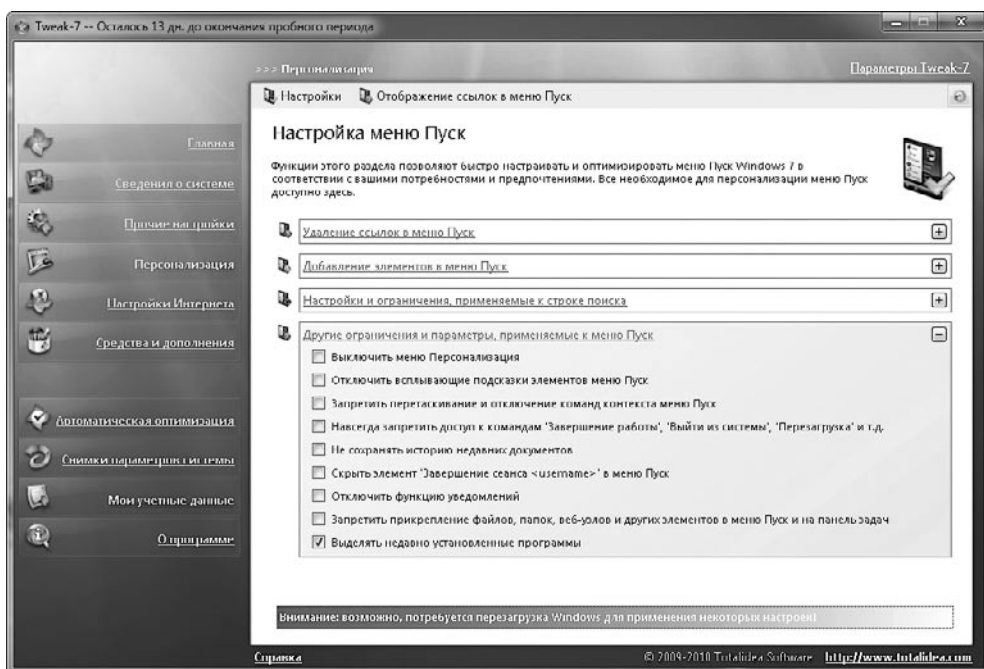 Tweak-7 -- Осталось 13 дн. до окончания пробного периода
>>> Персонализация
Параметры Tweak-7
Настройки
Отображение ссылок в меню Пуск
Настройка меню Пуск
Функции этого раздела позволяют быстро настраивать и оптимизировать меню Пуск Windows 7 в
соответствии с вашими потребностями и предпочтениями. Все необходимое для персонализации меню Пуск
доступно здесь.
Главная
Сведения о системе
Прочие настройки
Персонализация
Настройки Интернета
Средства и дополнения
Автоматическая оптимизация
Снимки параметров системы
Мои учетные данные
О программе
Удаление ссылок в меню Пуск
Добавление элементов в меню Пуск
Настройки и ограничения, применяемые к строке поиска
Другие ограничения и параметры, применяемые к меню Пуск
Выключить меню Персонализация
Отключить всплывающие подсказки элементов меню Пуск
Запретить перетаскивание и отключение команд контекста меню Пуск
Навсегда запретить доступ к командам 'Завершение работы', 'Выйти из системы', 'Перезагрузка' и т.д.
Не сохранять историю недавних документов
Скрыть элемент 'Завершение сеанса <username>' в меню Пуск
Отключить функцию уведомлений
Запретить прикрепление файлов, папок, веб-узлов и других элементов в меню Пуск и на панель задач
Выделять недавно установленные программы
Внимание: возможно, потребуется перезагрузка Windows для применения некоторых настроек!
Справка
© 2009-2010 Totalidea Software
http://www.totalidea.com